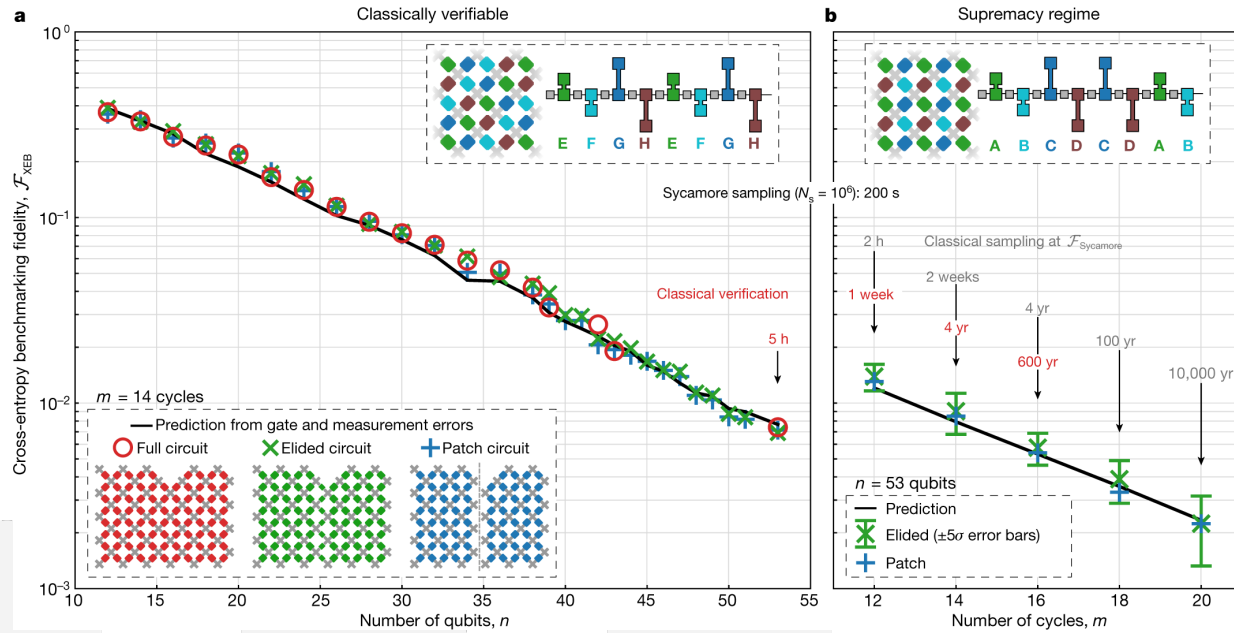 a
Classically verifiable
b
Supremacy regime
10⁰
10⁻¹
10⁻²
10⁻³
Cross-entropy benchmarking fidelity, ℱ_XEB
E F G H E F G H
A B C D C D A B
Sycamore sampling (Nₛ = 10⁶): 200 s
Classical sampling at ℱ_Sycamore
2 h
2 weeks
4 yr
100 yr
10,000 yr
Classical verification
5 h
1 week
4 yr
600 yr
m = 14 cycles
Prediction from gate and measurement errors
Full circuit
Elided circuit
Patch circuit
n = 53 qubits
Prediction
Elided (±5σ error bars)
Patch
10 15 20 25 30 35 40 45 50 55
Number of qubits, n
12 14 16 18 20
Number of cycles, m